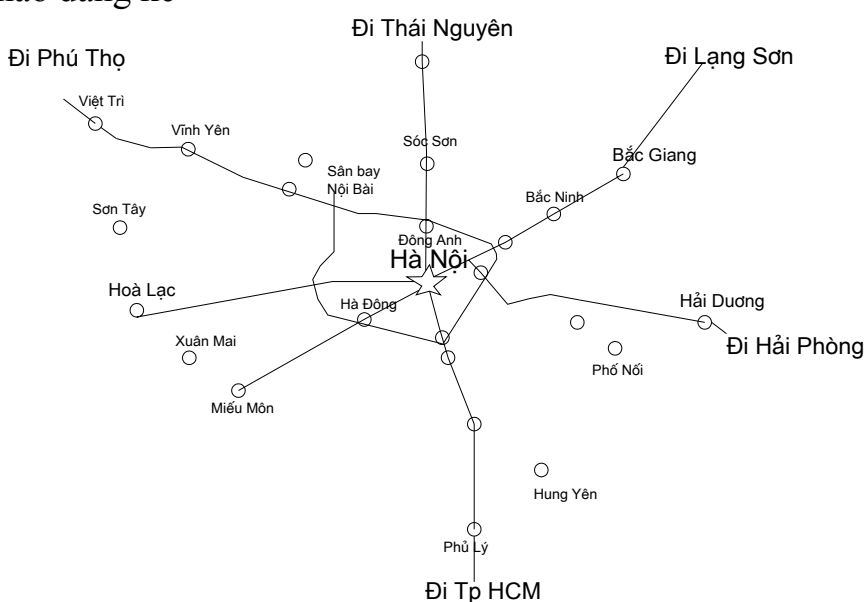 Đi Thái Nguyên
Đi Phú Thọ
Đi Lạng Sơn
Việt Trì
Vĩnh Yên
Sóc Sơn
Bắc Giang
Sân bay
Nội Bài
Bắc Ninh
Sơn Tây
Đông Anh
Hà Nội
Hoà Lạc
Hà Đông
Hải Dương
Xuân Mai
Đi Hải Phòng
Phố Nối
Miếu Môn
Hung Yên
Phủ Lý
Đi Tp HCM